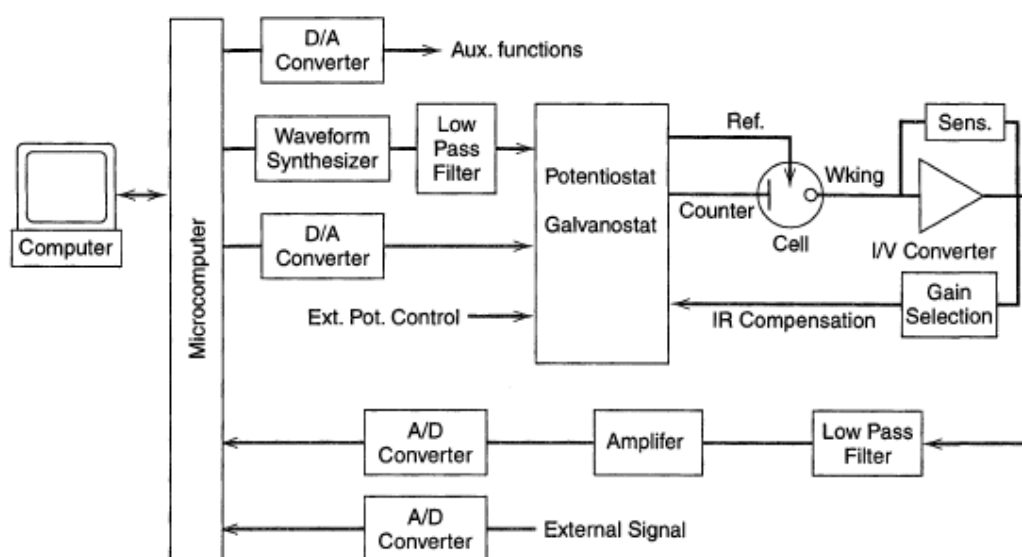 D/A
Converter
Aux. functions
Waveform
Synthesizer
Low
Pass
Filter
Ref.
Sens.
Potentiostat
Galvanostat
Wking
Counter
Cell
I/V Converter
Computer
Microcomputer
D/A
Converter
Ext. Pot. Control
IR Compensation
Gain
Selection
A/D
Converter
Amplifer
Low Pass
Filter
A/D
Converter
External Signal